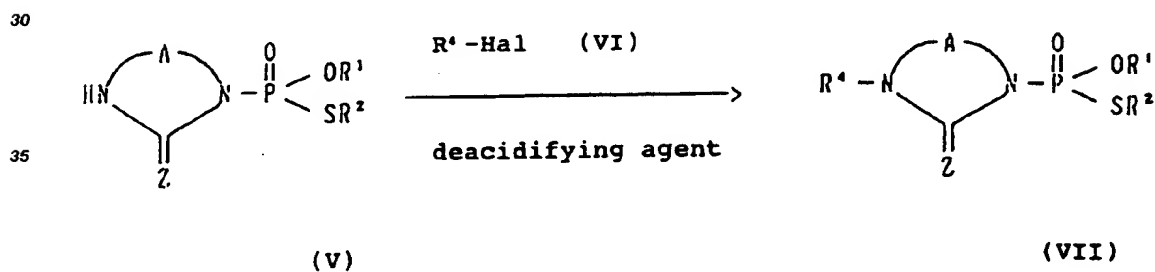 30
R⁴-Hal (VI)
A
HN N-P OR¹
O
SR²
Z
A
R⁴-N N-P OR¹
O
SR²
Z
35
deacidifying agent
(V)
(VII)